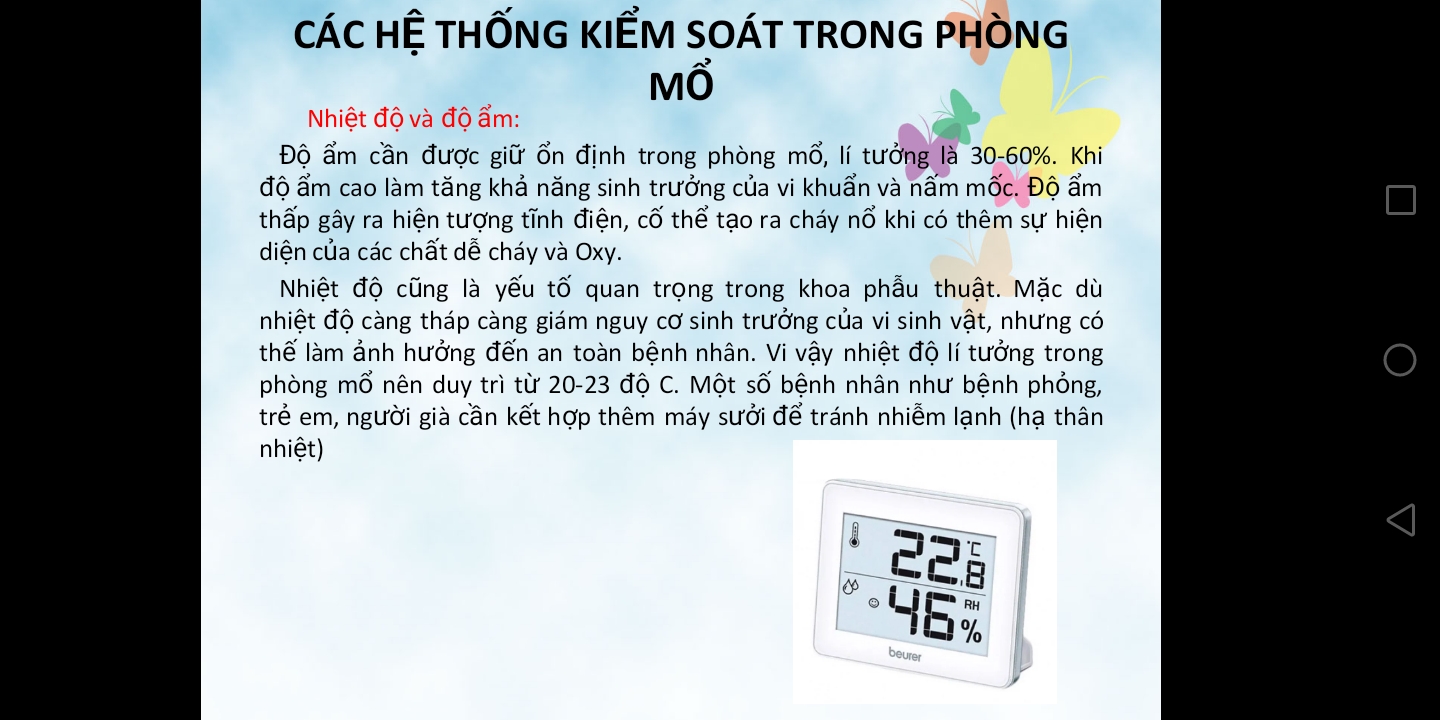 CÁC HỆ THỐNG KIỂM SOÁT TRONG PHÒNG
MỔ
Nhiệt độ và độ ẩm:
Độ ẩm cần được giữ ổn định trong phòng mổ, lí tưởng là 30-60%. Khi
độ ẩm cao làm tăng khả năng sinh trưởng của vi khuẩn và nấm mốc. Độ ẩm
thấp gây ra hiện tượng tĩnh điện, cố thể tạo ra cháy nổ khi có thêm sự hiện
diện của các chất dễ cháy và Oxy.
Nhiệt độ cũng là yếu tố quan trọng trong khoa phẫu thuật. Mặc dù
nhiệt độ càng tháp càng giám nguy cơ sinh trưởng của vi sinh vật, nhưng có
thế làm ảnh hưởng đến an toàn bệnh nhân. Vi vậy nhiệt độ lí tưởng trong
phòng mổ nên duy trì từ 20-23 độ C. Một số bệnh nhân như bệnh phỏng,
trẻ em, người già cần kết hợp thêm máy sưởi để tránh nhiễm lạnh (hạ thân
nhiệt)
22.8 °C
46 RH %
beurer